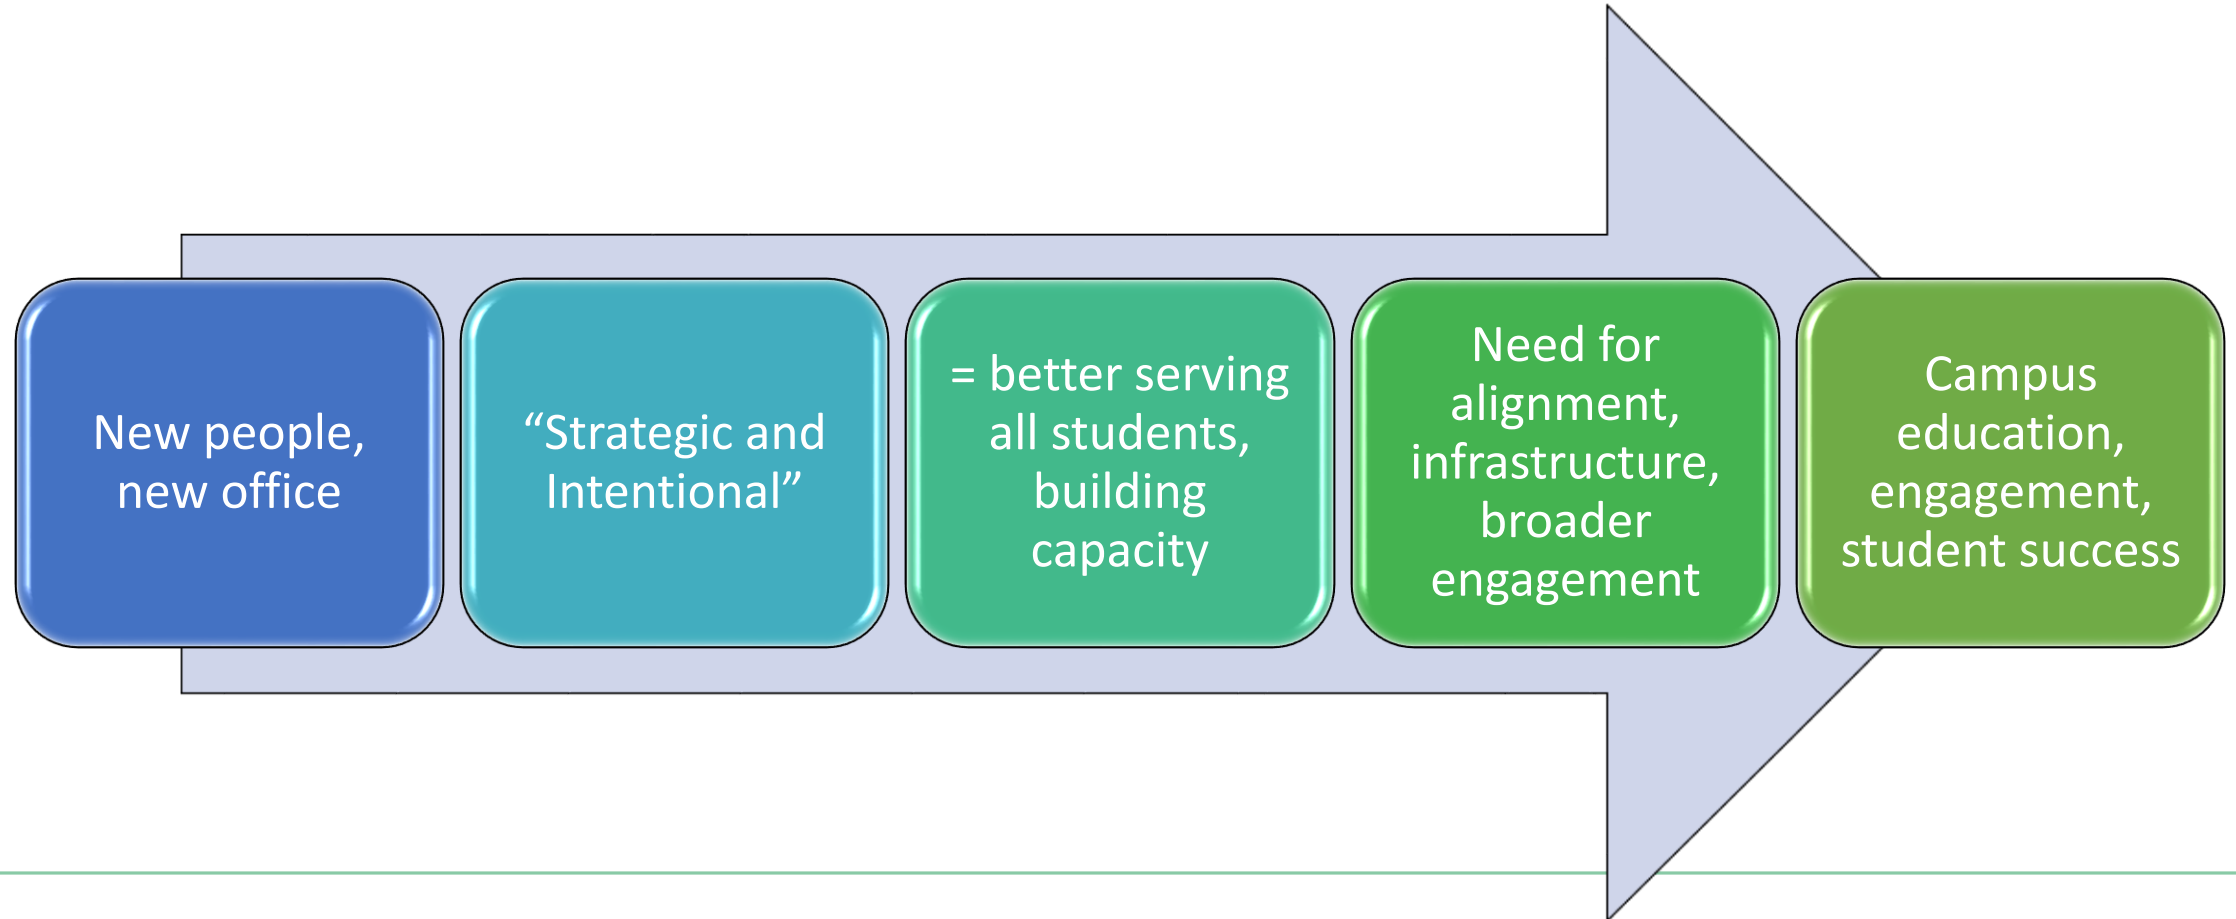 New people,
new office
“Strategic and
Intentional”
= better serving
all students,
building
capacity
Need for
alignment,
infrastructure,
broader
engagement
Campus
education,
engagement,
student success